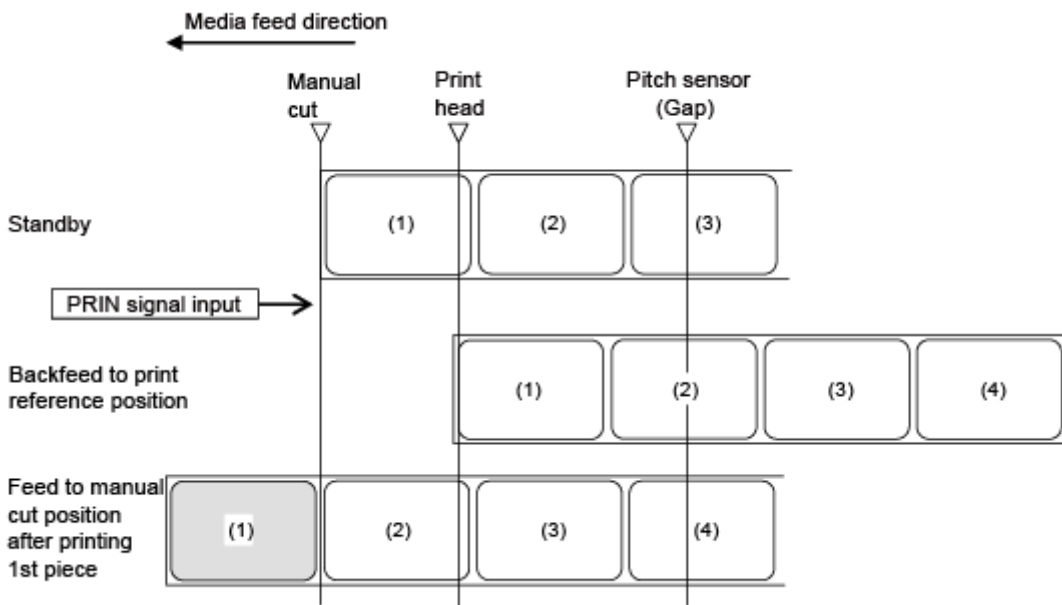 Media feed direction
Manual
cut
Print
head
Pitch sensor
(Gap)
Standby
(1)
(2)
(3)
PRIN signal input
Backfeed to print
reference position
(1)
(2)
(3)
(4)
Feed to manual
cut position
after printing
1st piece
(1)
(2)
(3)
(4)